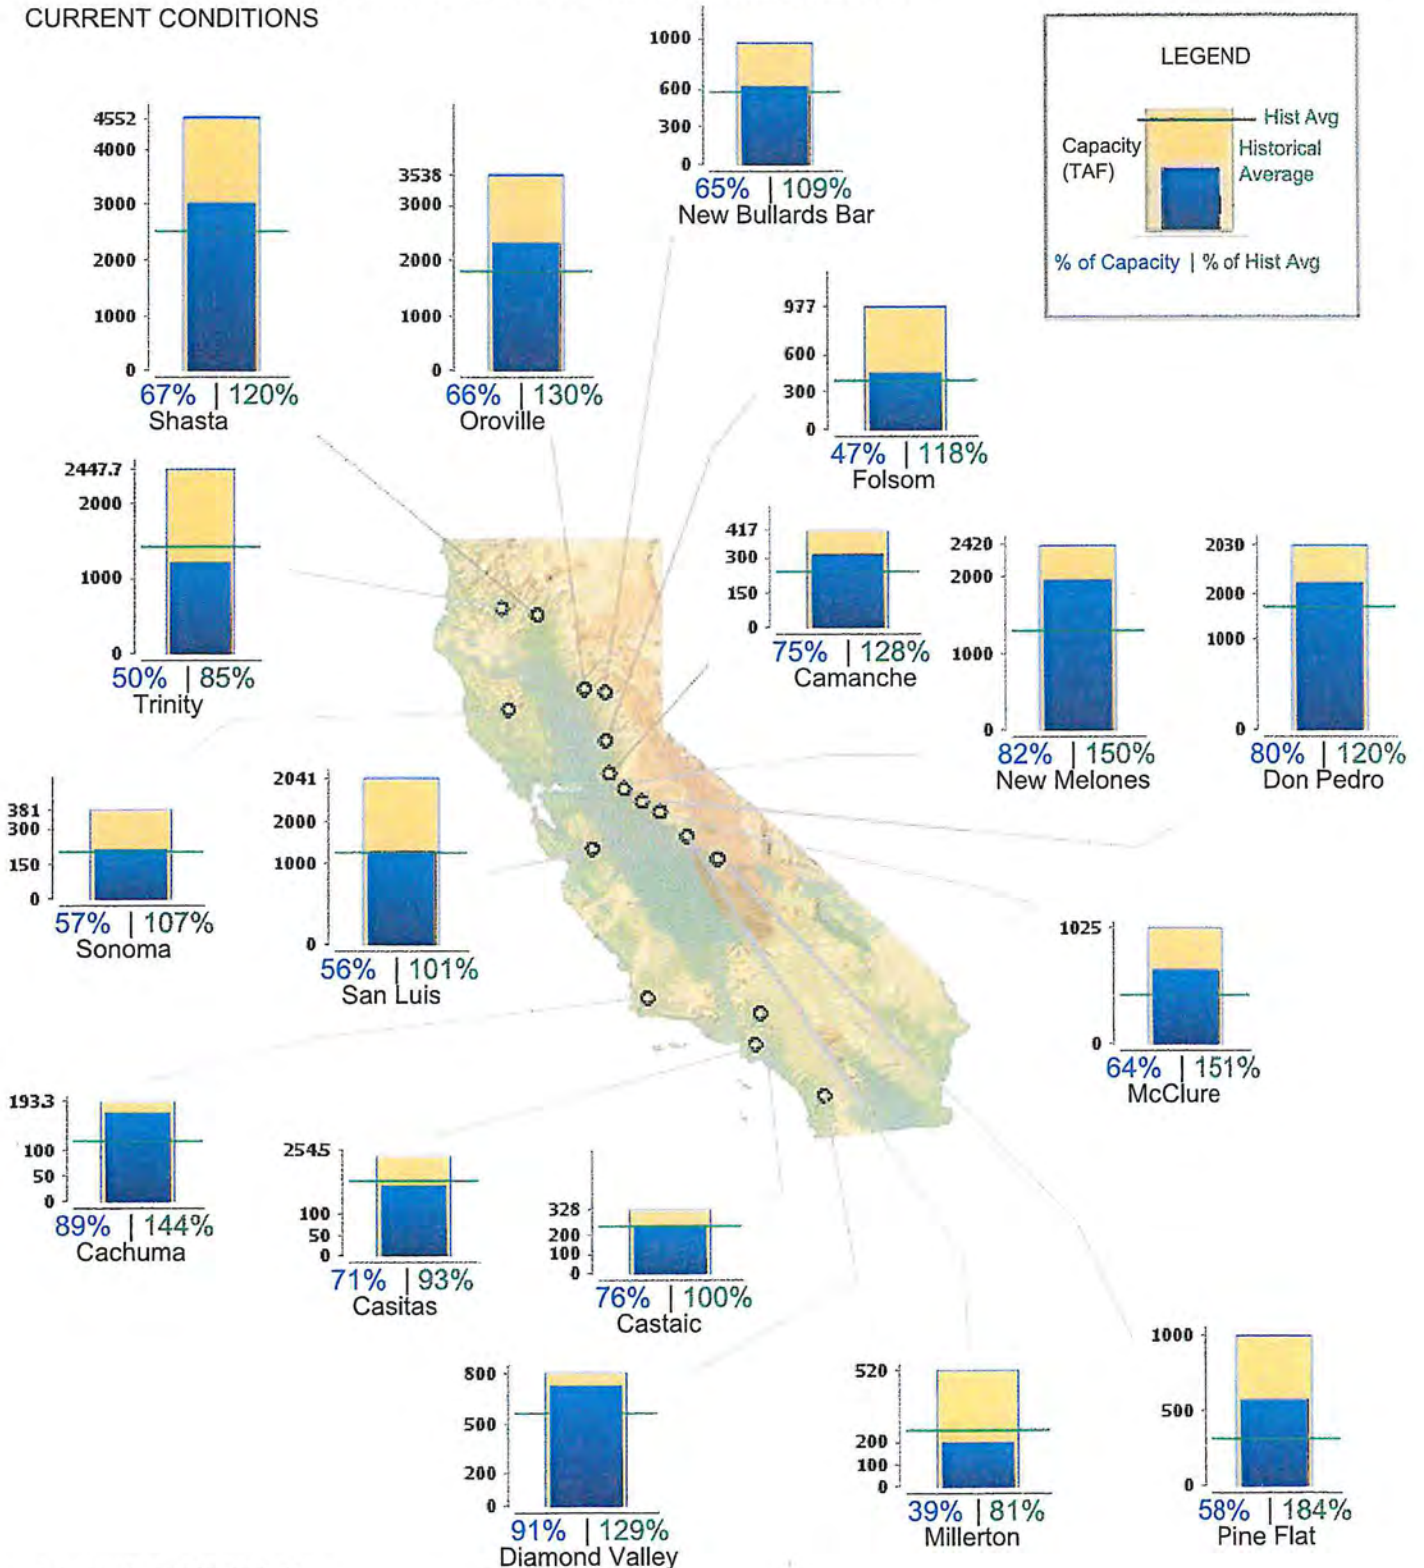 CURRENT CONDITIONS
1000
600
300
0
65% | 109%
New Bullards Bar
LEGEND
Hist Avg
Capacity
(TAF)
Historical
Average
% of Capacity | % of Hist Avg
4552
4000
3000
2000
1000
0
67% | 120%
Shasta
3538
3000
2000
1000
0
66% | 130%
Oroville
977
600
300
0
47% | 118%
Folsom
2447.7
2000
1000
0
50% | 85%
Trinity
417
300
150
0
75% | 128%
Camanche
2420
2000
1000
0
82% | 150%
New Melones
2030
2000
1000
0
80% | 120%
Don Pedro
381
300
150
0
57% | 107%
Sonoma
2041
2000
1000
0
56% | 101%
San Luis
1025
0
64% | 151%
McClure
193.3
100
50
0
89% | 144%
Cachuma
254.5
100
50
0
71% | 93%
Casitas
328
200
100
0
76% | 100%
Castaic
800
500
200
0
91% | 129%
Diamond Valley
520
200
100
0
39% | 81%
Millerton
1000
500
0
58% | 184%
Pine Flat